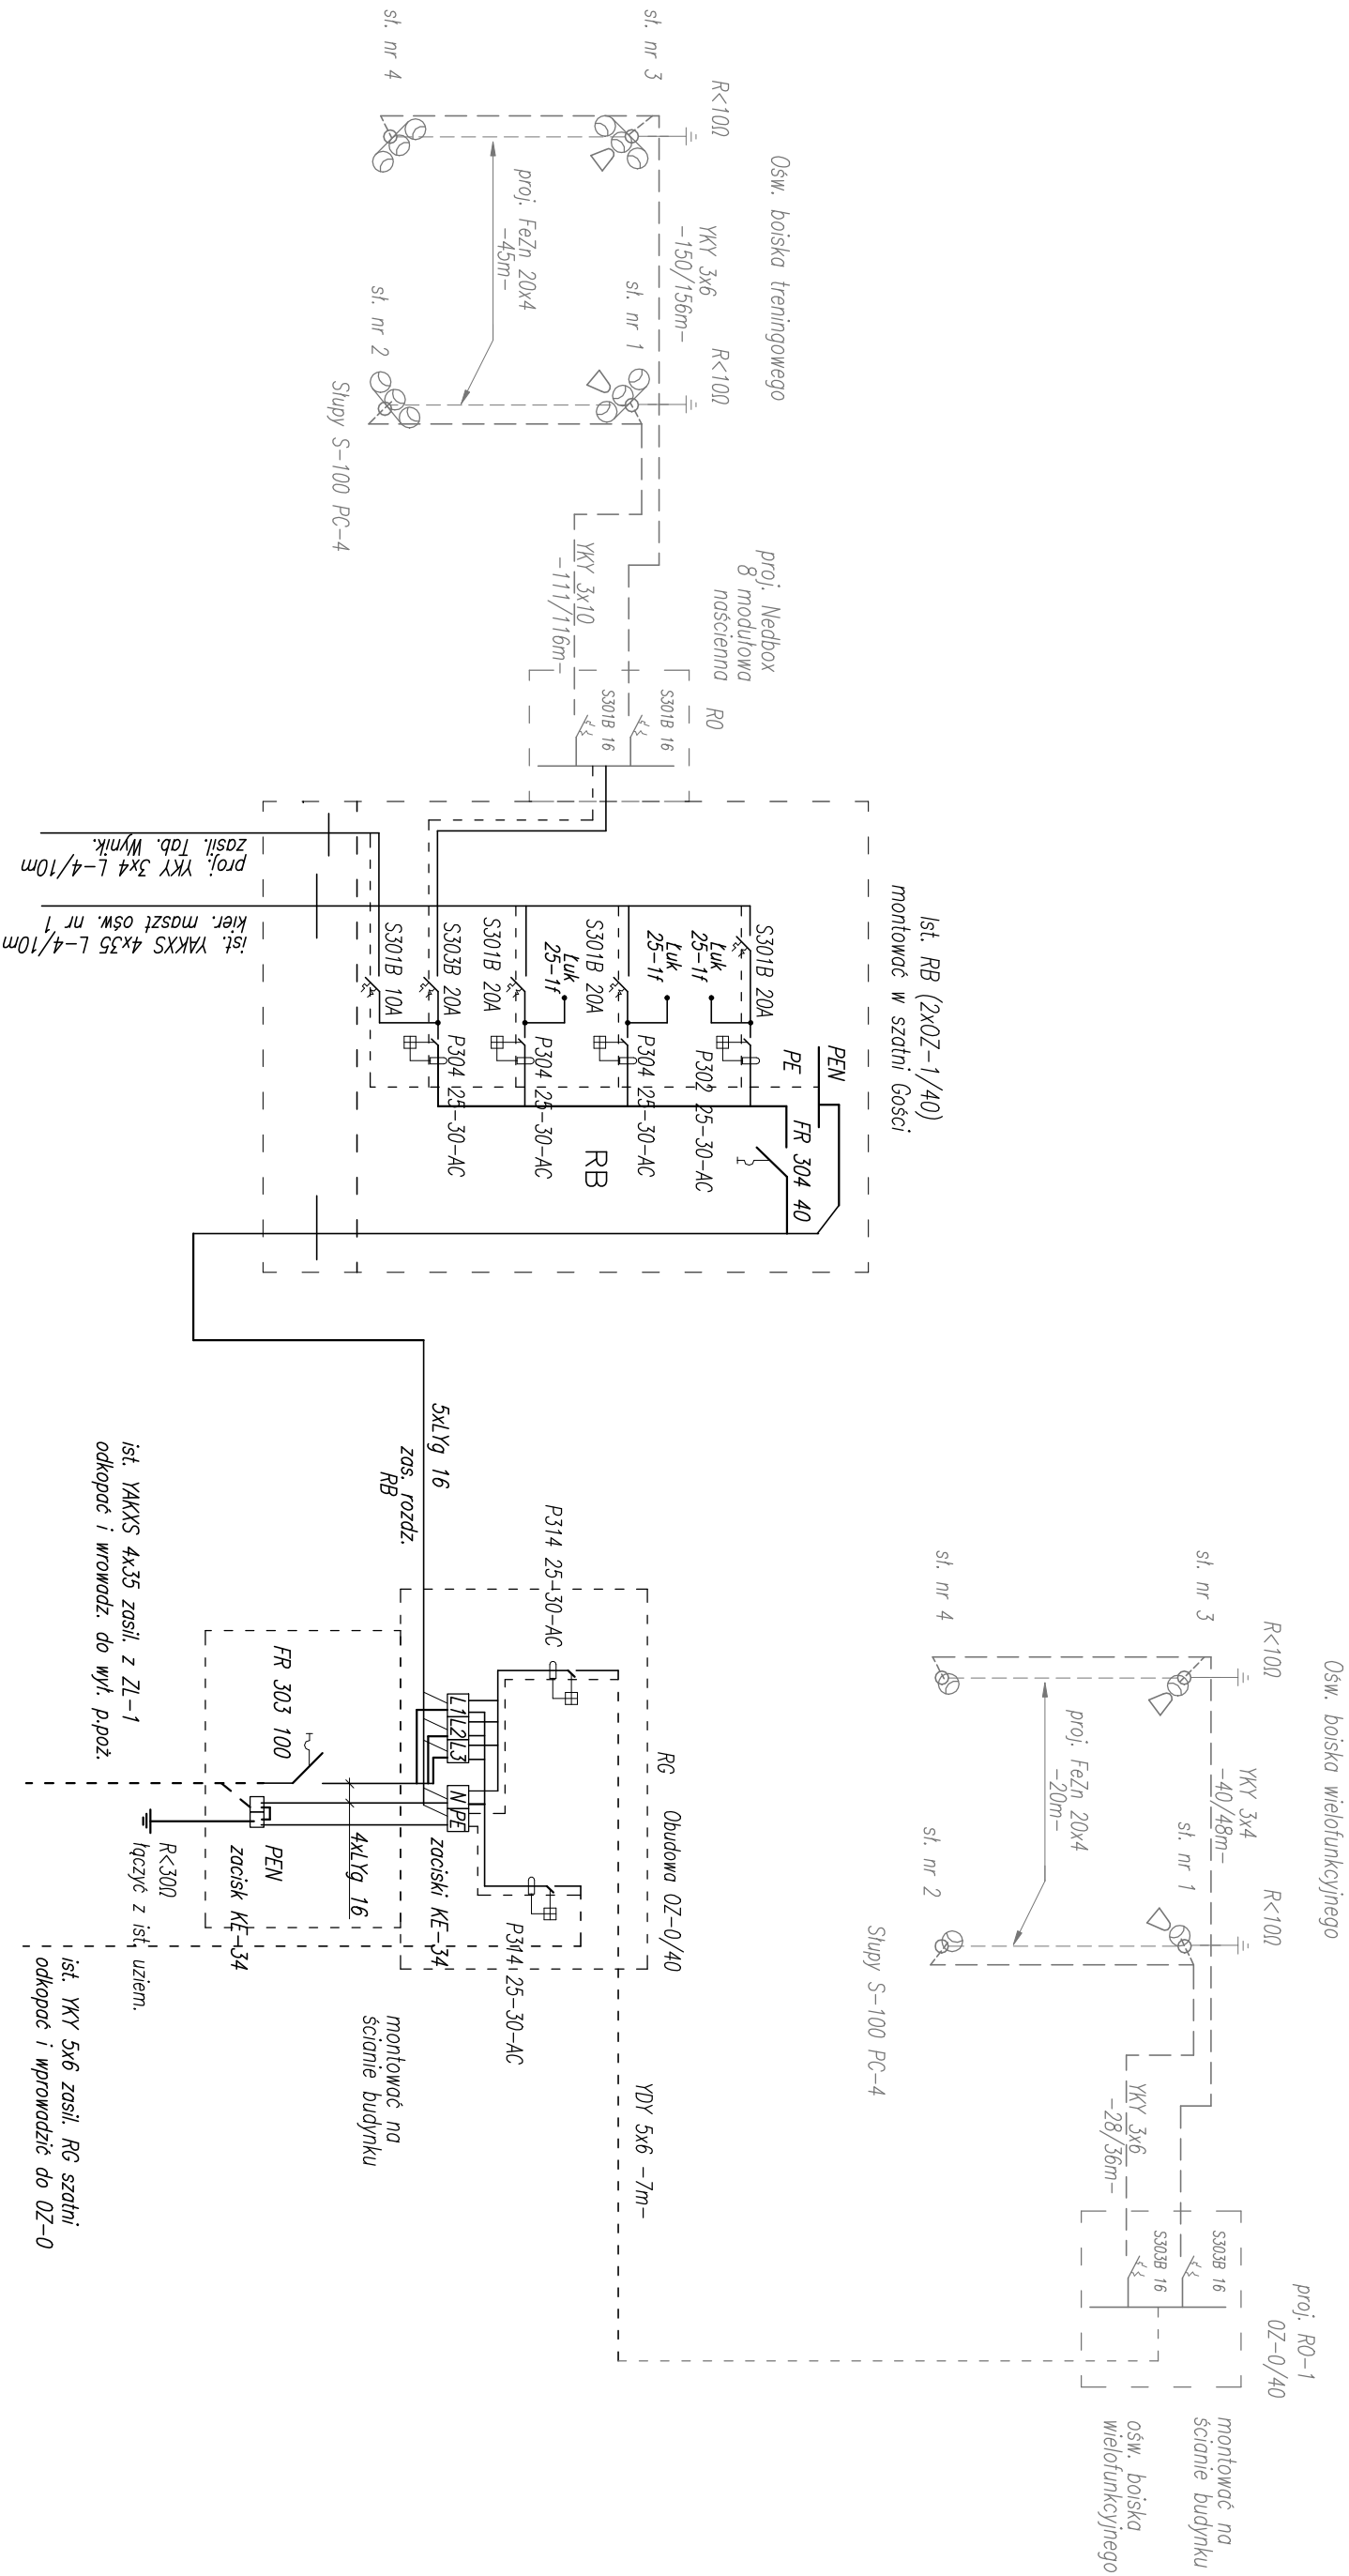 Ośw. boiska treningowego
R<10Ω
R<10Ω
sł. nr 3
sł. nr 4
YKY 3x6
-150/156m-
sł. nr 1
sł. nr 2
proj. FeZn 20x4
-45m-
Słupy S-100 PC-4
YKY 3x10
-111/116m-
proj. Nedbox
8 modułowa
naścienna
RO
S301B 16
S301B 16
Ist. RB (2xOZ-1/40)
montować w szatni Gości
S301B 20A
Łuk
25-1f
Łuk
25-1f
S301B 20A
Łuk
25-1f
S301B 20A
S303B 20A
S301B 10A
PEN
PE
P302 25-30-AC
P304 25-30-AC
P304 25-30-AC
P304 25-30-AC
FR 304 40
RB
proj. YKY 3x4 L-4/10m
zasil. Tab. Wynik.
ist. YAKXS 4x35 L-4/10m
kier. maszt ośw. nr 1
5xLYg 16
zas. rozdz.
RB
P314 25-30-AC
RG
Obudowa OZ-0/40
L1
L2
L3
N
PE
zaciski KE-34
P314 25-30-AC
4xLYg 16
FR 303 100
PEN
zacisk KE-34
R<30Ω
łączyć z ist. uziem.
ist. YAKXS 4x35 zasil. z ZL-1
odkopać i wrowadz. do wył. p.poż.
ist. YKY 5x6 zasil. RG szatni
odkopać i wprowadzić do OZ-0
montować na
ścianie budynku
YDY 5x6 -7m-
Ośw. boiska wielofunkcyjnego
R<10Ω
R<10Ω
sł. nr 3
sł. nr 4
YKY 3x4
-40/48m-
sł. nr 1
sł. nr 2
proj. FeZn 20x4
-20m-
Słupy S-100 PC-4
YKY 3x6
-28/36m-
S303B 16
S303B 16
proj. RO-1
OZ-0/40
montować na
ścianie budynku
ośw. boiska
wielofunkcyjnego